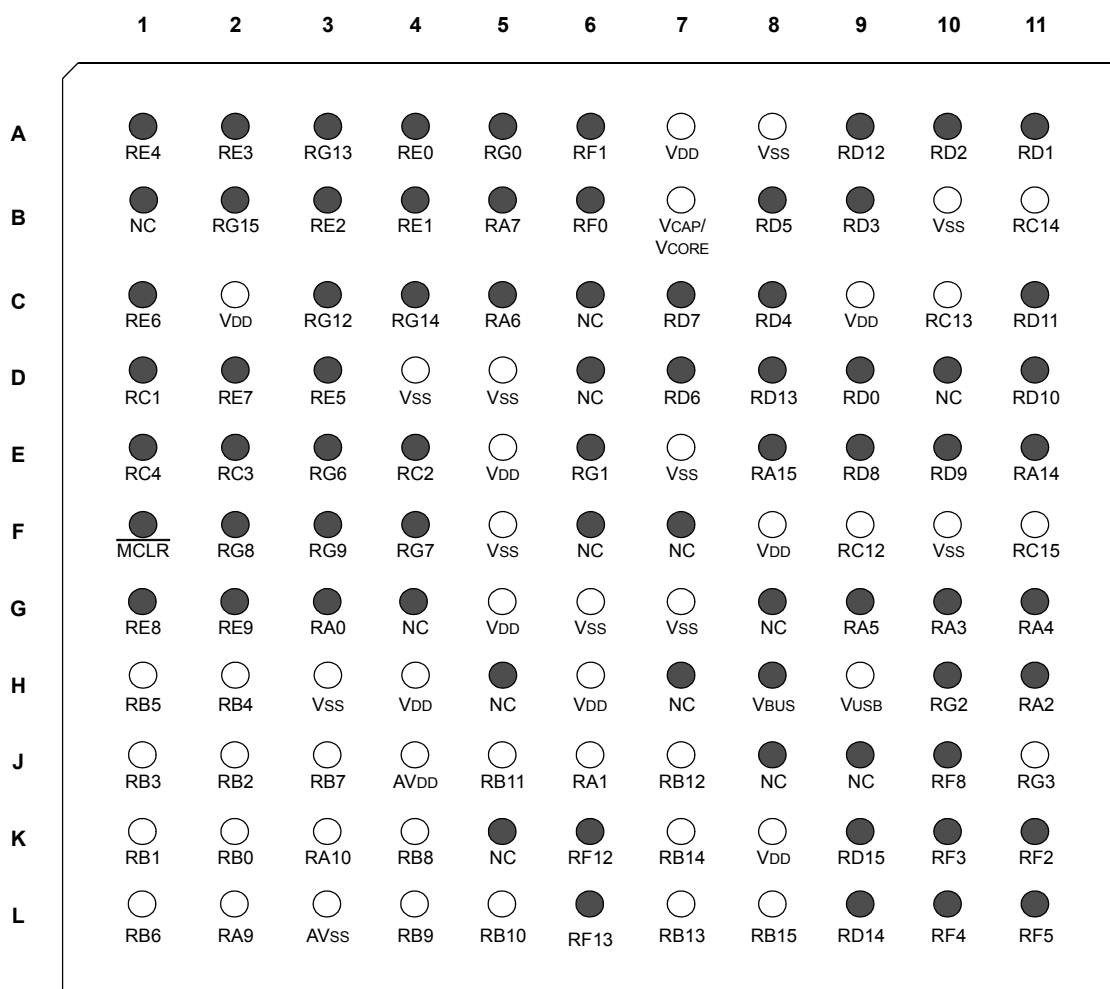 1 2 3 4 5 6 7 8 9 10 11
A
RE4 RE3 RG13 RE0 RG0 RF1 VDD VSS RD12 RD2 RD1
B
NC RG15 RE2 RE1 RA7 RF0 VCAP/ RD5 RD3 VSS RC14
VCORE
C
RE6 VDD RG12 RG14 RA6 NC RD7 RD4 VDD RC13 RD11
D
RC1 RE7 RE5 VSS VSS NC RD6 RD13 RD0 NC RD10
E
RC4 RC3 RG6 RC2 VDD RG1 VSS RA15 RD8 RD9 RA14
F
MCLR RG8 RG9 RG7 VSS NC NC VDD RC12 VSS RC15
G
RE8 RE9 RA0 NC VDD VSS VSS NC RA5 RA3 RA4
H
RB5 RB4 VSS VDD NC VDD NC VBUS VUSB RG2 RA2
J
RB3 RB2 RB7 AVDD RB11 RA1 RB12 NC NC RF8 RG3
K
RB1 RB0 RA10 RB8 NC RF12 RB14 VDD RD15 RF3 RF2
L
RB6 RA9 AVSS RB9 RB10 RF13 RB13 RB15 RD14 RF4 RF5